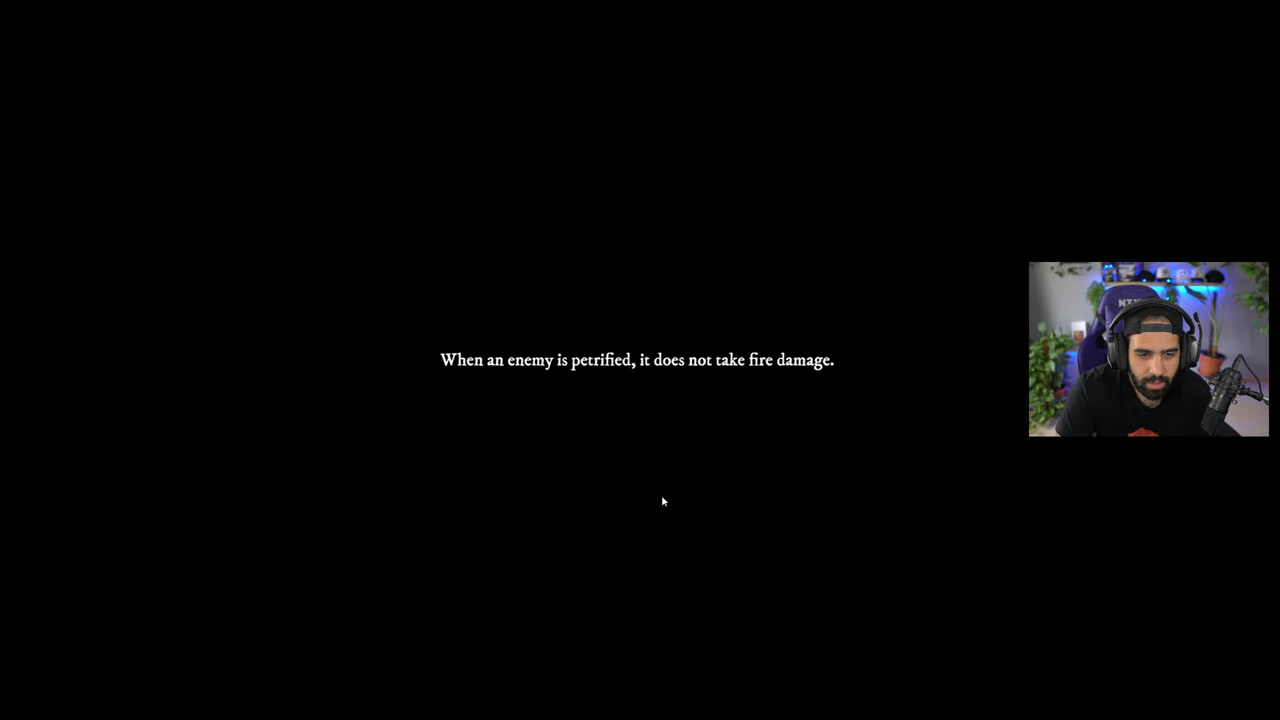 When an enemy is petrified, it does not take fire damage.